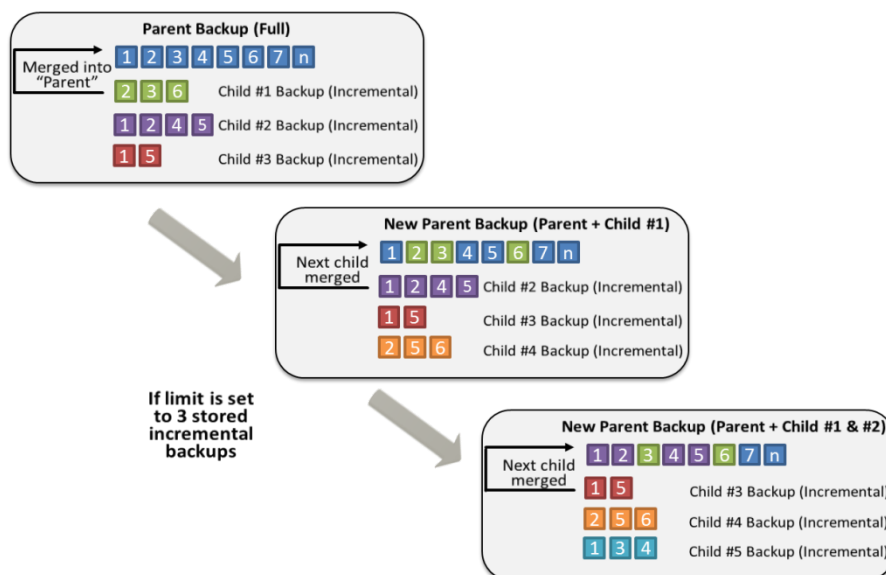 Parent Backup (Full)
1 2 3 4 5 6 7 n
Merged into
“Parent”
2 3 6 Child #1 Backup (Incremental)
1 2 4 5 Child #2 Backup (Incremental)
1 5 Child #3 Backup (Incremental)
New Parent Backup (Parent + Child #1)
1 2 3 4 5 6 7 n
Next child
merged
1 2 4 5 Child #2 Backup (Incremental)
1 5 Child #3 Backup (Incremental)
2 5 6 Child #4 Backup (Incremental)
If limit is set
to 3 stored
incremental
backups
New Parent Backup (Parent + Child #1 & #2)
1 2 3 4 5 6 7 n
Next child
merged
1 5 Child #3 Backup (Incremental)
2 5 6 Child #4 Backup (Incremental)
1 3 4 Child #5 Backup (Incremental)